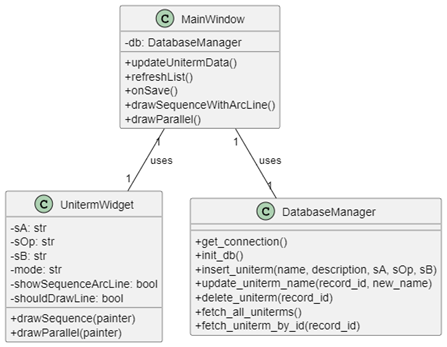 C MainWindow
-db: DatabaseManager
+updateUnitermData()
+refreshList()
+onSave()
+drawSequenceWithArcLine()
+drawParallel()
1 1
uses uses
1 1
C UnitermWidget
-sA: str
-sOp: str
-sB: str
-mode: str
-showSequenceArcLine: bool
-shouldDrawLine: bool
+drawSequence(painter)
+drawParallel(painter)
C DatabaseManager
+get_connection()
+init_db()
+insert_uniterm(name, description, sA, sOp, sB)
+update_uniterm_name(record_id, new_name)
+delete_uniterm(record_id)
+fetch_all_uniterms()
+fetch_uniterm_by_id(record_id)